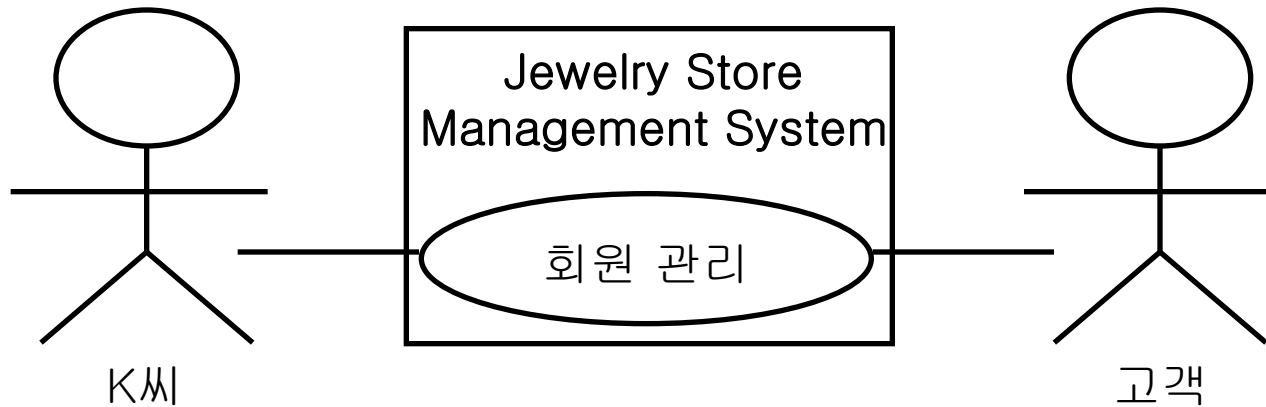 Jewelry Store
Management System
회원 관리
K씨
고객